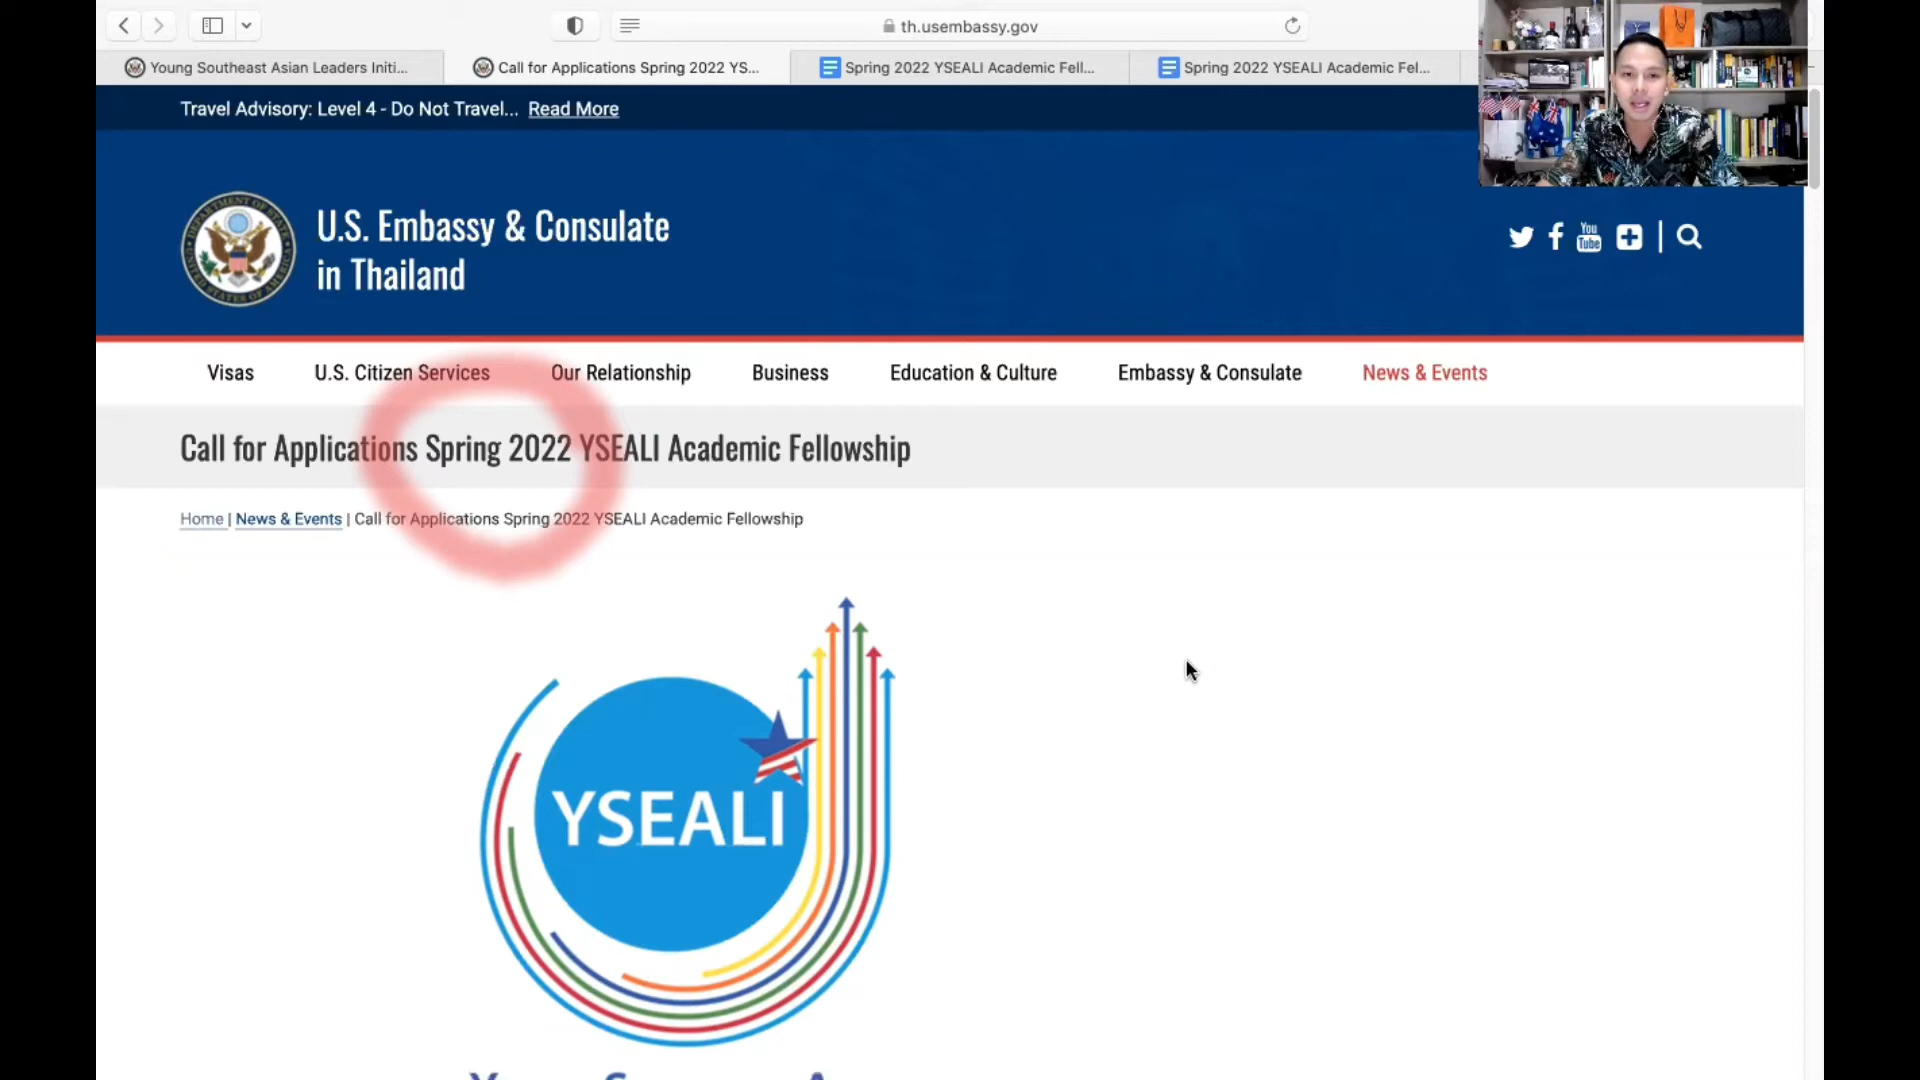 th.usembassy.gov
Young Southeast Asian Leaders Initi...
Call for Applications Spring 2022 YS...
Spring 2022 YSEALI Academic Fell...
Spring 2022 YSEALI Academic Fel...
Travel Advisory: Level 4 - Do Not Travel... Read More
U.S. Embassy & Consulate
in Thailand
You
Tube
Visas
U.S. Citizen Services
Our Relationship
Business
Education & Culture
Embassy & Consulate
News & Events
Call for Applications Spring 2022 YSEALI Academic Fellowship
Home | News & Events | Call for Applications Spring 2022 YSEALI Academic Fellowship
YSEALI